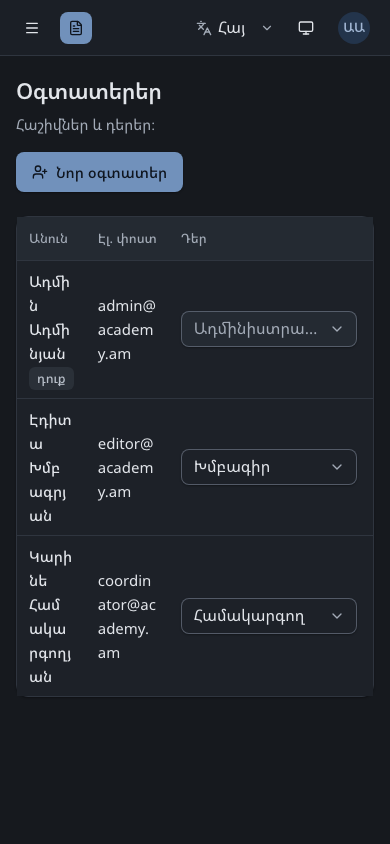 Հայ
ԱԱ
Օգտատերեր
Հաշիվներ և դերեր։
Նոր օգտատեր
Անուն Էլ. փոստ Դեր
Ադմի
ն
Ադմի
նյան
դուք
admin@
academ
y.am
Ադմինիստրա...
Էդիտ
ա
Խմբ
ագրյ
ան
editor@
academ
y.am
Խմբագիր
Կարի
նե
Համ
ակա
րգողյ
ան
coordin
ator@ac
ademy.
am
Համակարգող